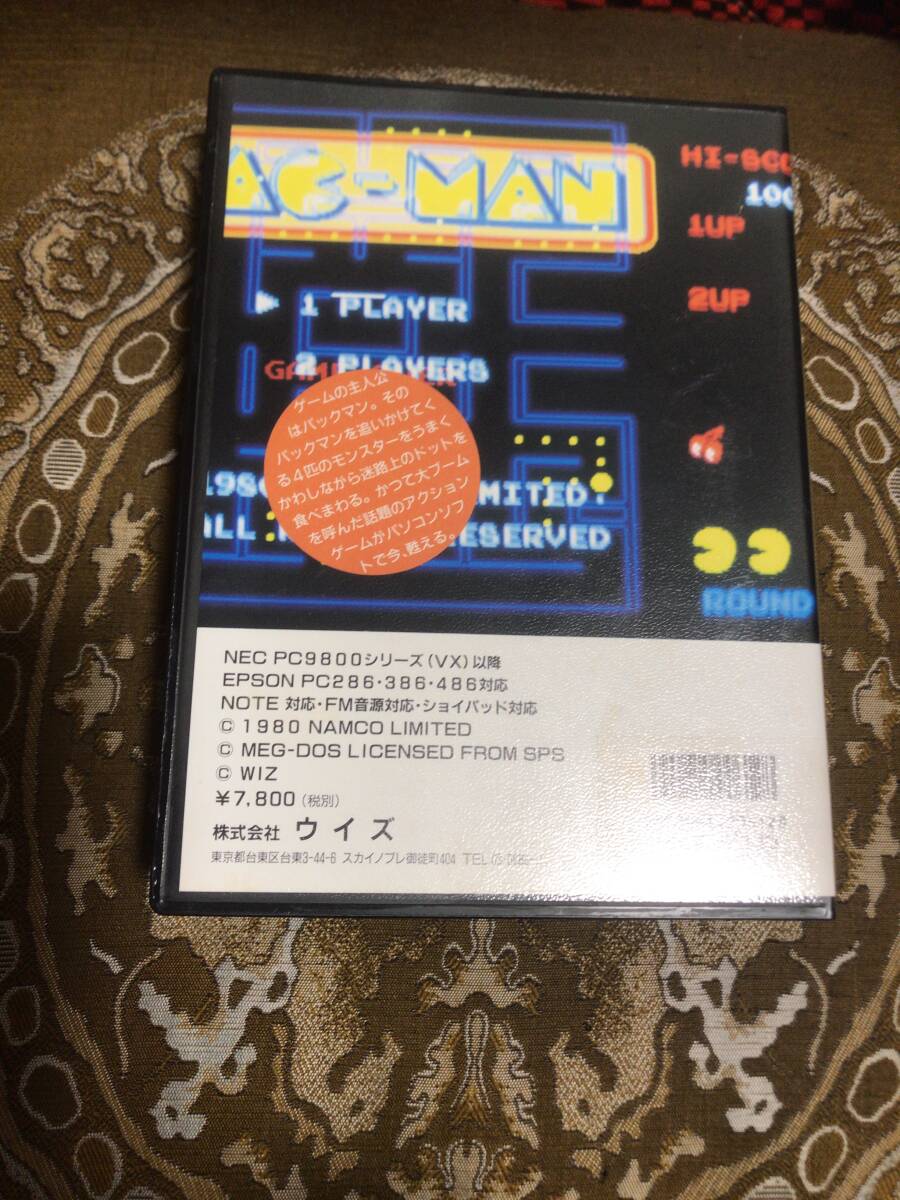 AC-MAN
HI-SCO
100
1UP
1 PLAYER
2UP
2 PLAYERS
ゲームの主人公
はパックマン。その
パックマンを追いかけてく
る4匹のモンスターをうまく
かわしながら迷路上のドットを
食べまわる。かつて大ブーム
を呼んだ話題のアクション
ゲームがパソコンソフ
トで今、甦える。
198 MITED.
ALL ESERVED
ROUND
NEC PC9800シリーズ(VX)以降
EPSON PC286・386・486対応
NOTE 対応・FM音源対応・ジョイパッド対応
© 1980 NAMCO LIMITED
© MEG-DOS LICENSED FROM SPS
© WIZ
¥7,800(税別)
株式会社 ウイズ
東京都台東区台東3-44-6 スカイノブレ御徒町404 TEL